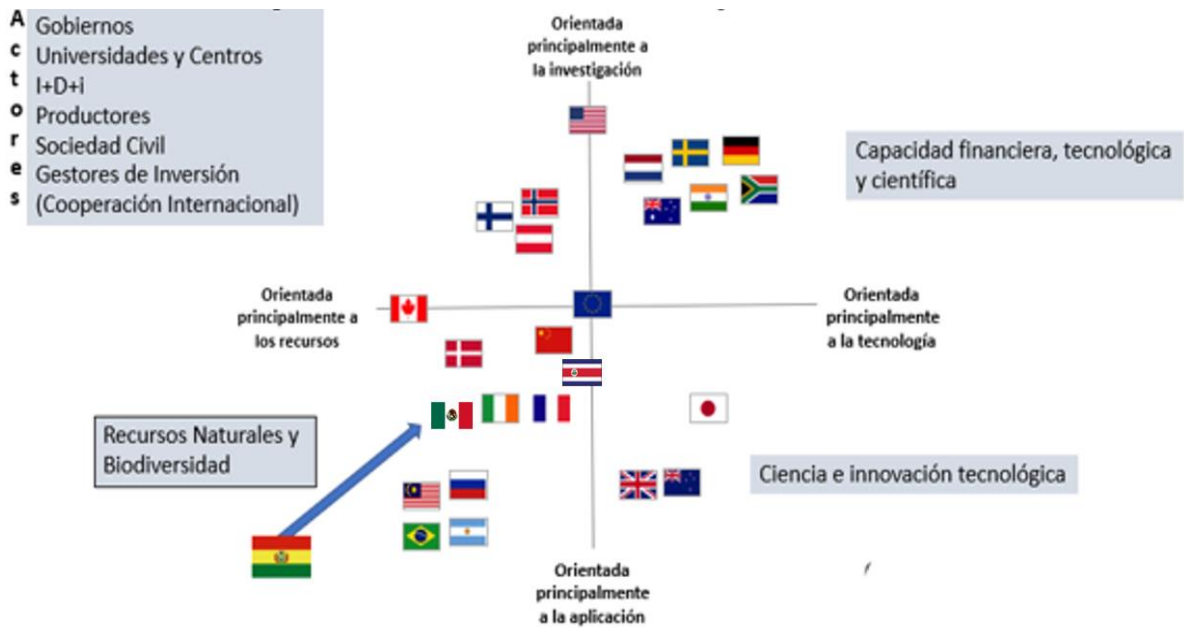 Actores
Gobiernos
Universidades y Centros
I+D+i
Productores
Sociedad Civil
Gestores de Inversión
(Cooperación Internacional)
Orientada
principalmente a
la investigación
Capacidad financiera, tecnológica
y científica
Orientada
principalmente a
los recursos
Orientada
principalmente
a la tecnología
Recursos Naturales y
Biodiversidad
Ciencia e innovación tecnológica
Orientada
principalmente
a la aplicación